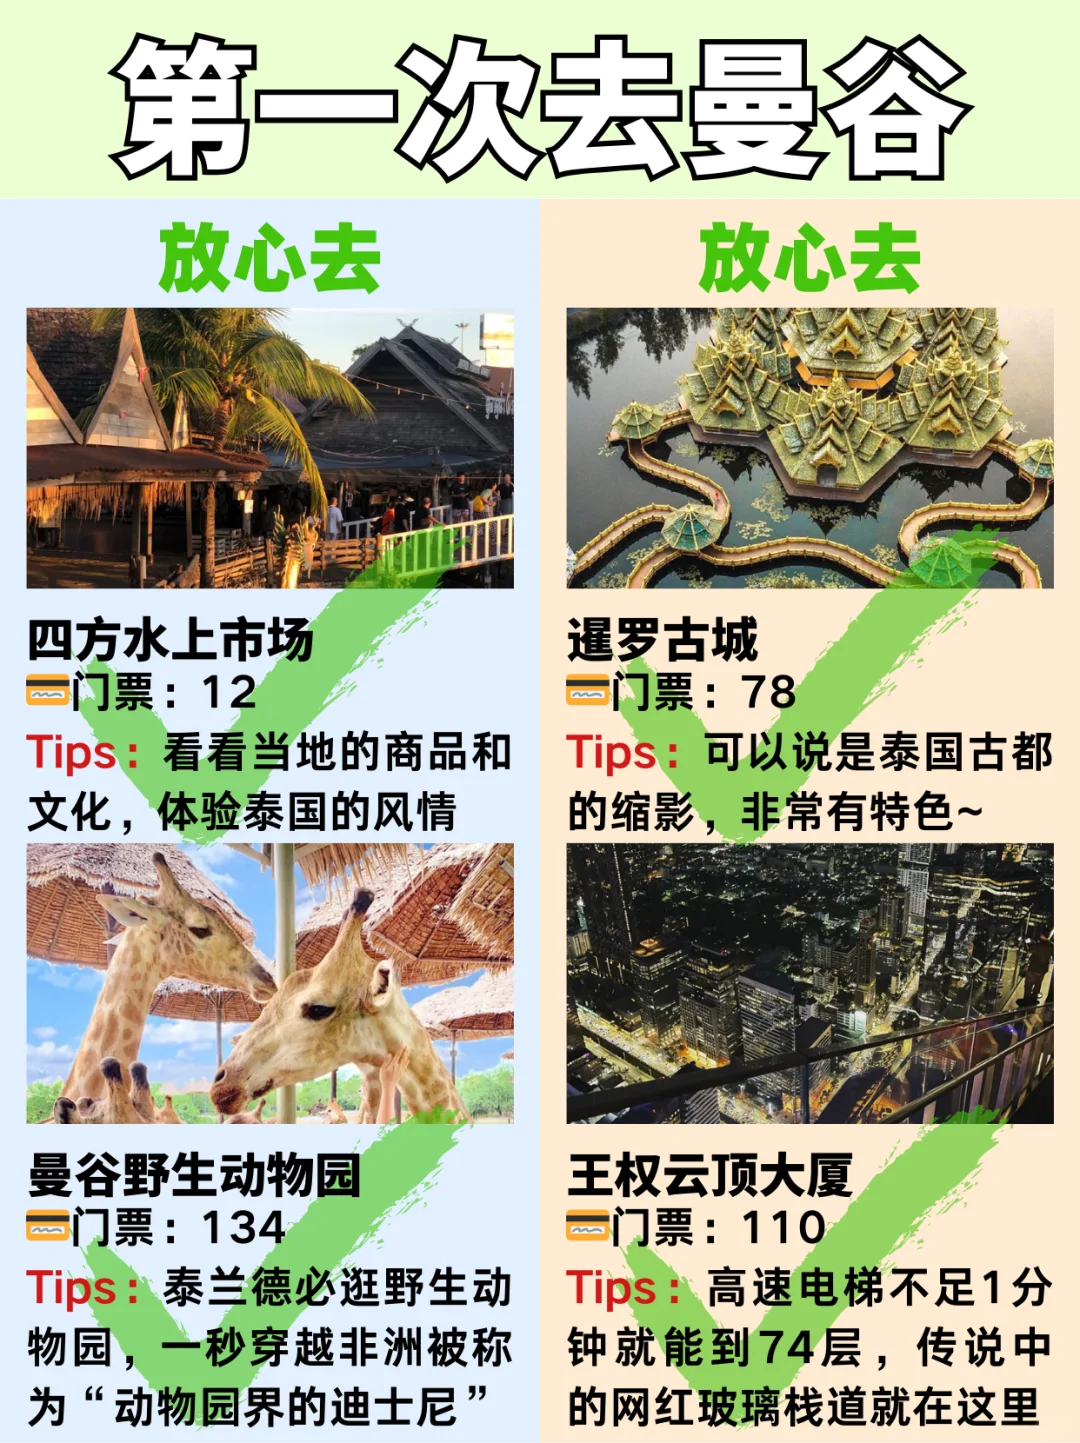 第一次去曼谷
放心去
四方水上市场
门票：12
Tips：看看当地的商品和
文化，体验泰国的风情
曼谷野生动物园
门票：134
Tips：泰兰德必逛野生动
物园，一秒穿越非洲被称
为“动物园界的迪士尼”
放心去
暹罗古城
门票：78
Tips：可以说是泰国古都
的缩影，非常有特色~
王权云顶大厦
门票：110
Tips：高速电梯不足1分
钟就能到74层，传说中
的网红玻璃栈道就在这里